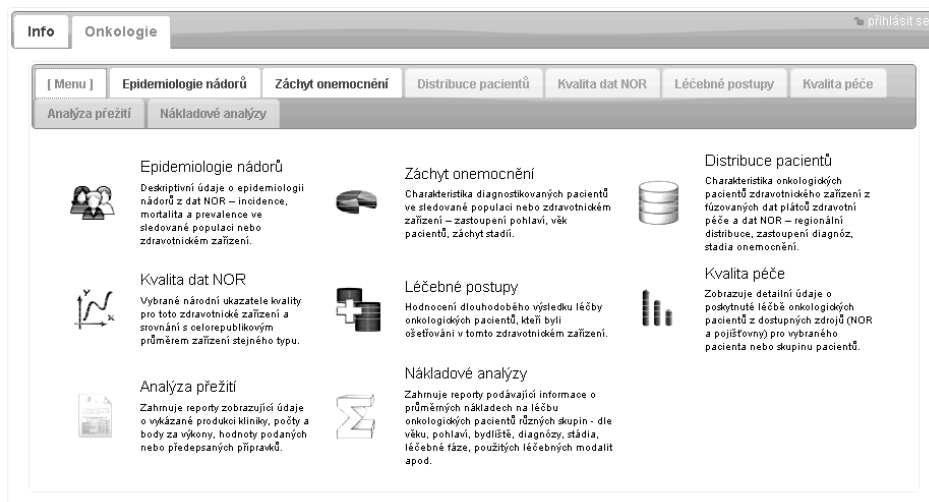 přihlásit se
Info
Onkologie
[ Menu ]
Epidemiologie nádorů
Záchyt onemocnění
Distribuce pacientů
Kvalita dat NOR
Léčebné postupy
Kvalita péče
Analýza přežití
Nákladové analýzy
Epidemiologie nádorů
Deskriptivní údaje o epidemiologii
nádorů z dat NOR – incidence,
mortalita a prevalence ve
sledované populaci nebo
zdravotnickém zařízení.
Záchyt onemocnění
Charakteristika diagnostikovaných pacientů
ve sledované populaci nebo zdravotnickém
zařízení – zastoupení pohlaví, věk
pacientů, záchyt stadií.
Distribuce pacientů
Charakteristika onkologických
pacientů zdravotnického zařízení z
fúzovaných dat plátců zdravotní
péče a dat NOR – regionální
distribuce, zastoupení diagnóz,
stadia onemocnění.
Kvalita dat NOR
Vybrané národní ukazatele kvality
pro toto zdravotnické zařízení a
srovnání s celorepublikovým
průměrem zařízení stejného typu.
Léčebné postupy
Hodnocení dlouhodobého výsledku léčby
onkologických pacientů, kteří byli
ošetřováni v tomto zdravotnickém zařízení.
Kvalita péče
Zobrazuje detailní údaje o
poskytnuté léčbě onkologických
pacientů z dostupných zdrojů (NOR
a pojišťovny) pro vybraného
pacienta nebo skupinu pacientů.
Analýza přežití
Zahrnuje reporty zobrazující údaje
o vykázané produkci kliniky, počty a
body za výkony, hodnoty podaných
nebo předepsaných přípravků.
Nákladové analýzy
Zahrnuje reporty podávající informace o
průměrných nákladech na léčbu
onkologických pacientů různých skupin - dle
věku, pohlaví, bydliště, diagnózy, stádia,
léčebné fáze, použitých léčebných modalit
apod.